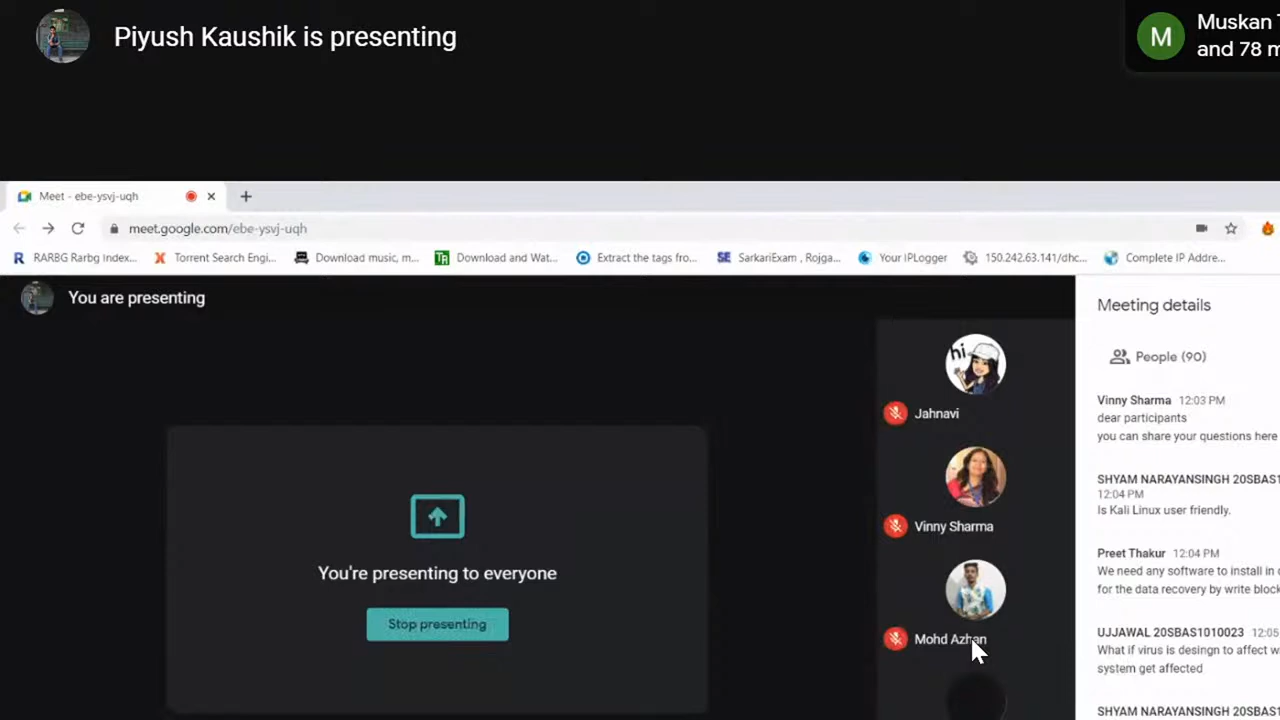 Piyush Kaushik is presenting
M
Muskan
and 78
Meet - ebe-ysvj-uqh
meet.google.com/ebe-ysvj-uqh
R RARBG Rarbg Index... Torrent Search Engi... Download music, m... TR Download and Wat... Extract the tags fro... SE SarkariExam , Rojga... Your IPLogger 150.242.63.141/dhc... Complete IP Addre...
You are presenting
Meeting details
People (90)
hi
Jahnavi
Vinny Sharma
Mohd Azhan
You're presenting to everyone
Stop presenting
Vinny Sharma 12:03 PM
dear participants
you can share your questions here
SHYAM NARAYANSINGH 20SBAS1
12:04 PM
Is Kali Linux user friendly.
Preet Thakur 12:04 PM
We need any software to install in
for the data recovery by write
UJJAWAL 20SBAS1010023 12:05
What if virus is desingn to affect
system get affected
SHYAM NARAYANSINGH 20SBAS1